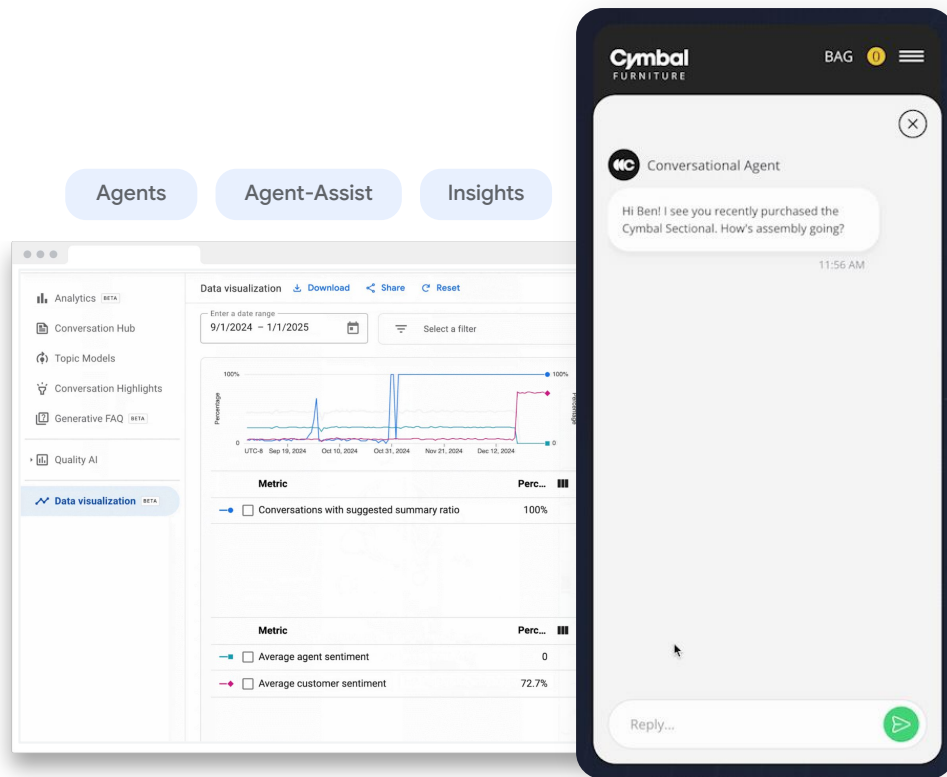 Agents
Agent-Assist
Insights
Analytics BETA
Conversation Hub
Topic Models
Conversation Highlights
Generative FAQ BETA
Quality AI
Data visualization BETA
Data visualization Download Share Reset
Enter a date range
9/1/2024 – 1/1/2025
Select a filter
100%
100%
Percentage
Percentage
0
0
UTC-8 Sep 19, 2024 Oct 10, 2024 Oct 31, 2024 Nov 21, 2024 Dec 12, 2024
Metric Perc...
Conversations with suggested summary ratio 100%
Metric Perc...
Average agent sentiment 0
Average customer sentiment 72.7%
Cymbal
FURNITURE
BAG 0
Conversational Agent
Hi Ben! I see you recently purchased the
Cymbal Sectional. How's assembly going?
11:56 AM
Reply...